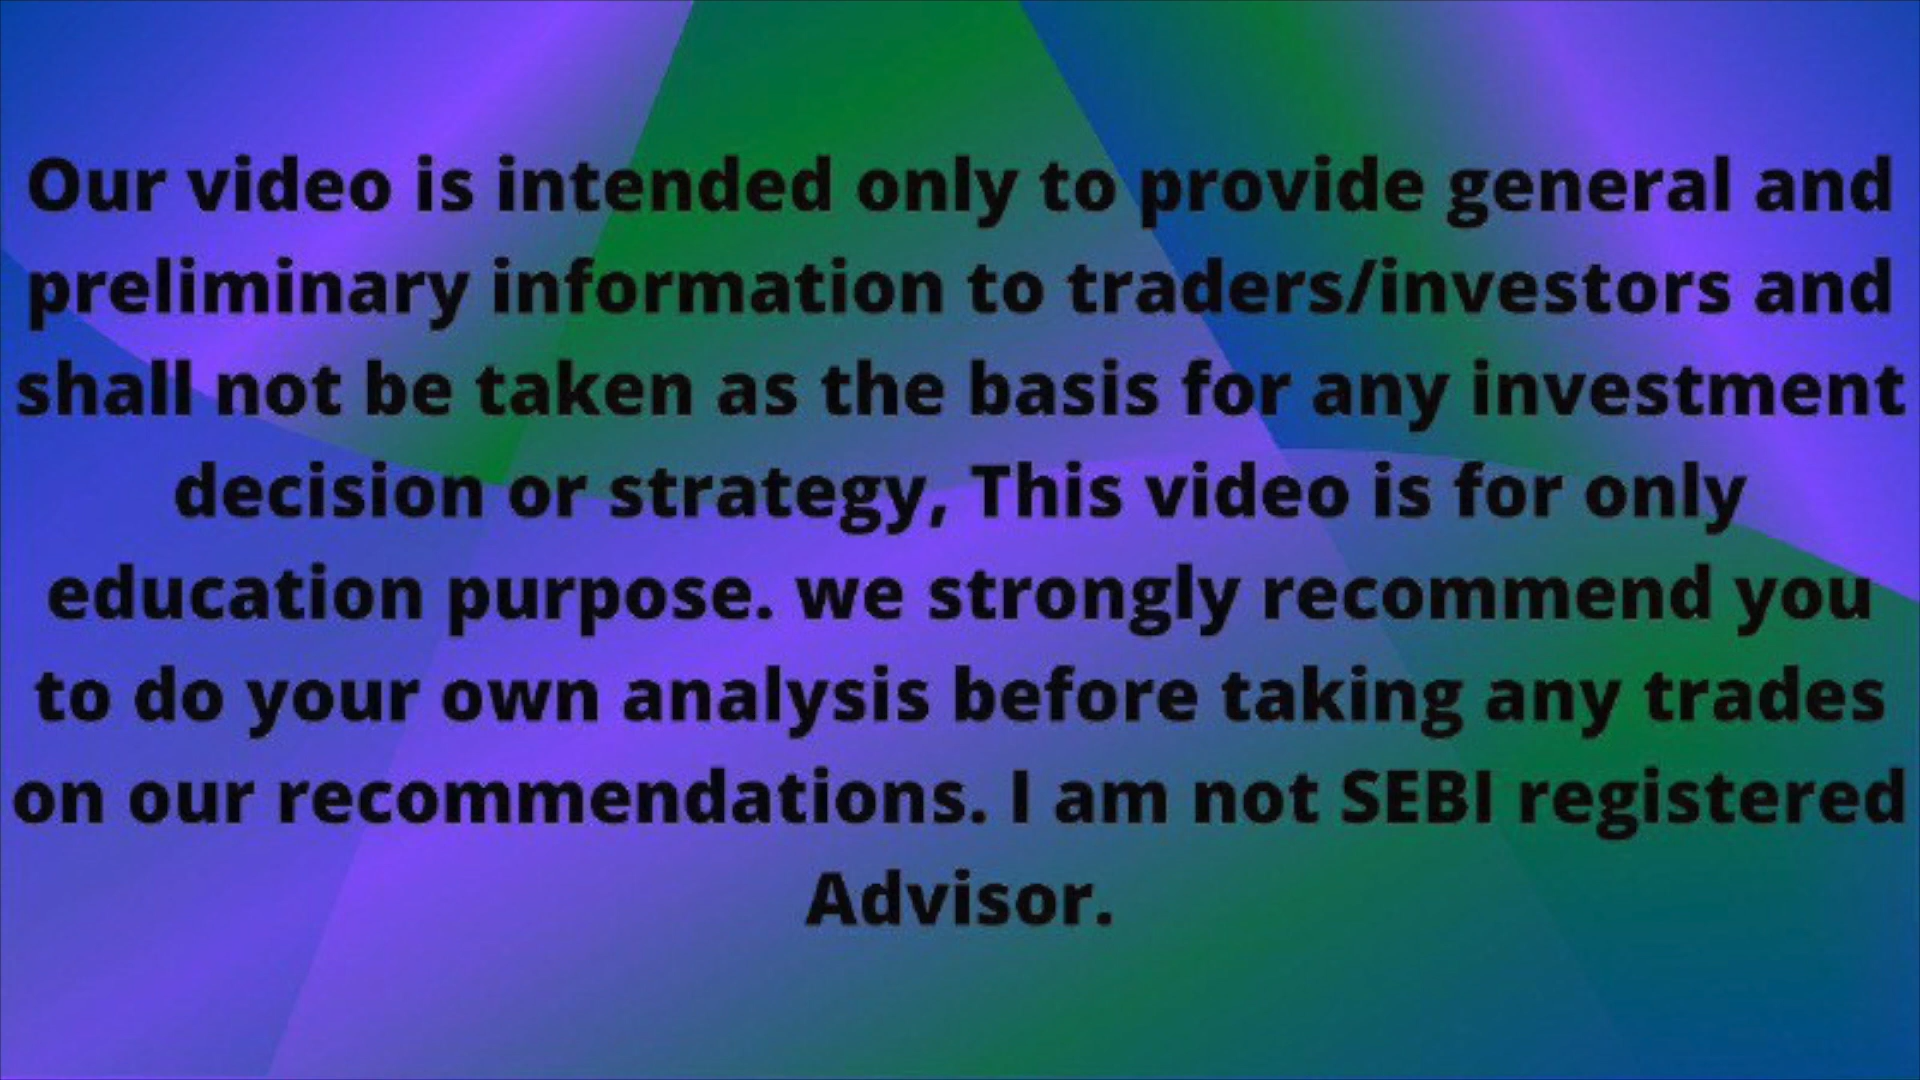 Our video is intended only to provide general and
preliminary information to traders/investors and
shall not be taken as the basis for any investment
decision or strategy, This video is for only
education purpose. we strongly recommend you
to do your own analysis before taking any trades
on our recommendations. I am not SEBI registered
Advisor.